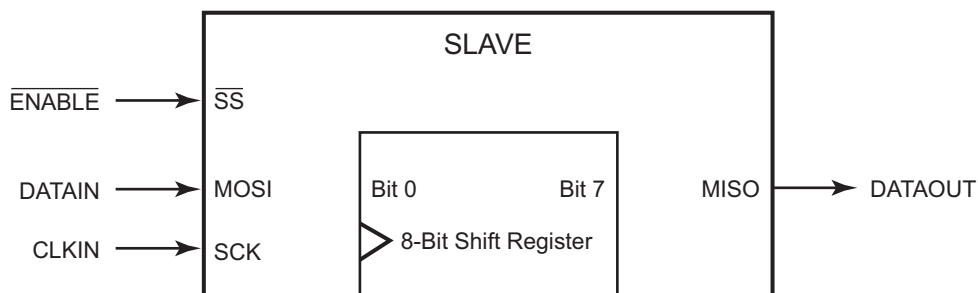 SLAVE
ENABLE
SS
DATAIN
MOSI
Bit 0
Bit 7
MISO
DATAOUT
CLKIN
SCK
8-Bit Shift Register